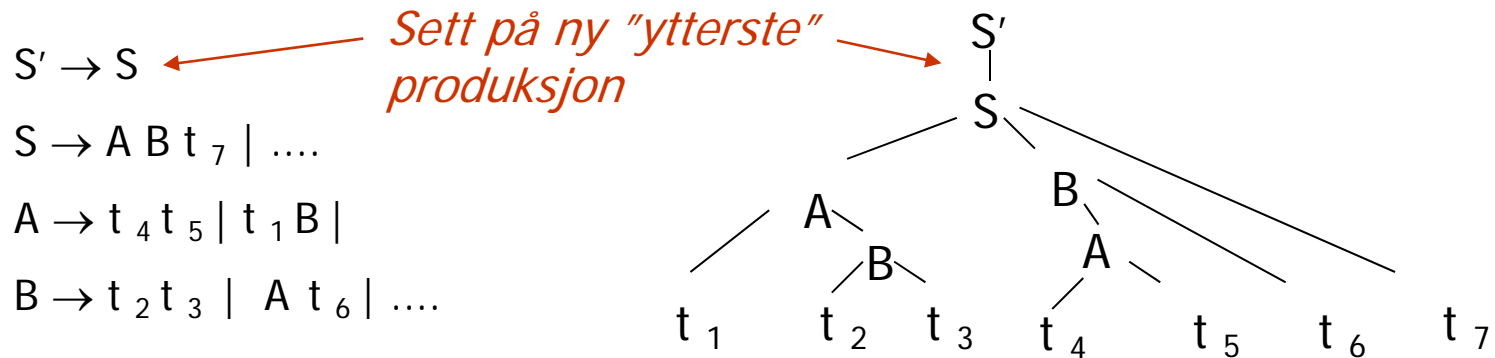 Sett på ny "ytterste"
produksjon
S' → S
S → A B t 7 | ....
A → t 4 t 5 | t 1 B |
B → t 2 t 3 | A t 6 | ....
S'
S
A B
B A
t 1 t 2 t 3 t 4 t 5 t 6 t 7